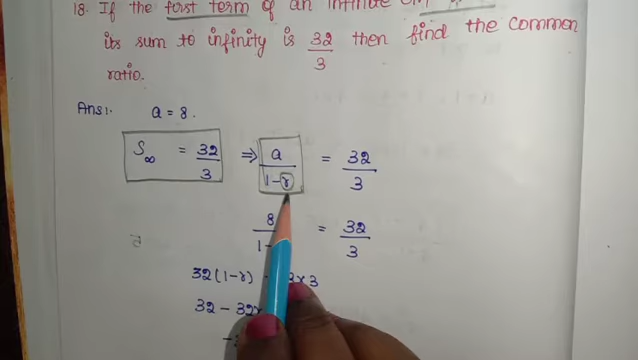 18. If the first term of an infinite
its sum to infinity is 32/3 then find the common
ratio.
Ans: a = 8.
S∞ = 32/3 ⇒ a/1-r = 32/3
8/1- = 32/3
32(1-r) 3
32 - 32